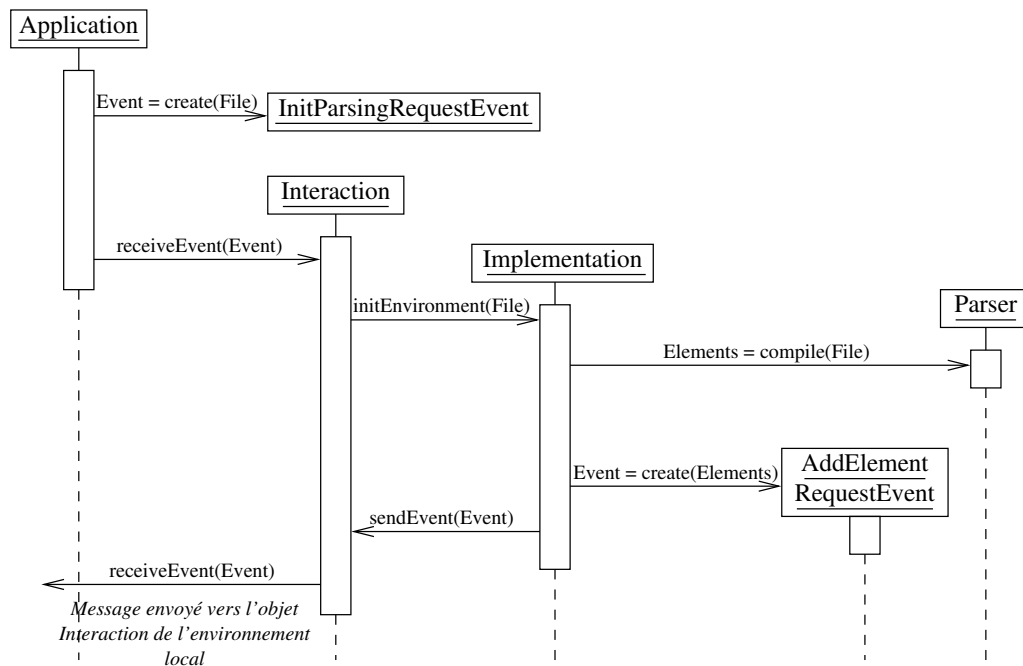 Application
Event = create(File)
InitParsingRequestEvent
Interaction
receiveEvent(Event)
Implementation
initEnvironment(File)
Parser
Elements = compile(File)
AddElement
RequestEvent
Event = create(Elements)
sendEvent(Event)
receiveEvent(Event)
Message envoyé vers l'objet
Interaction de l'environnement
local